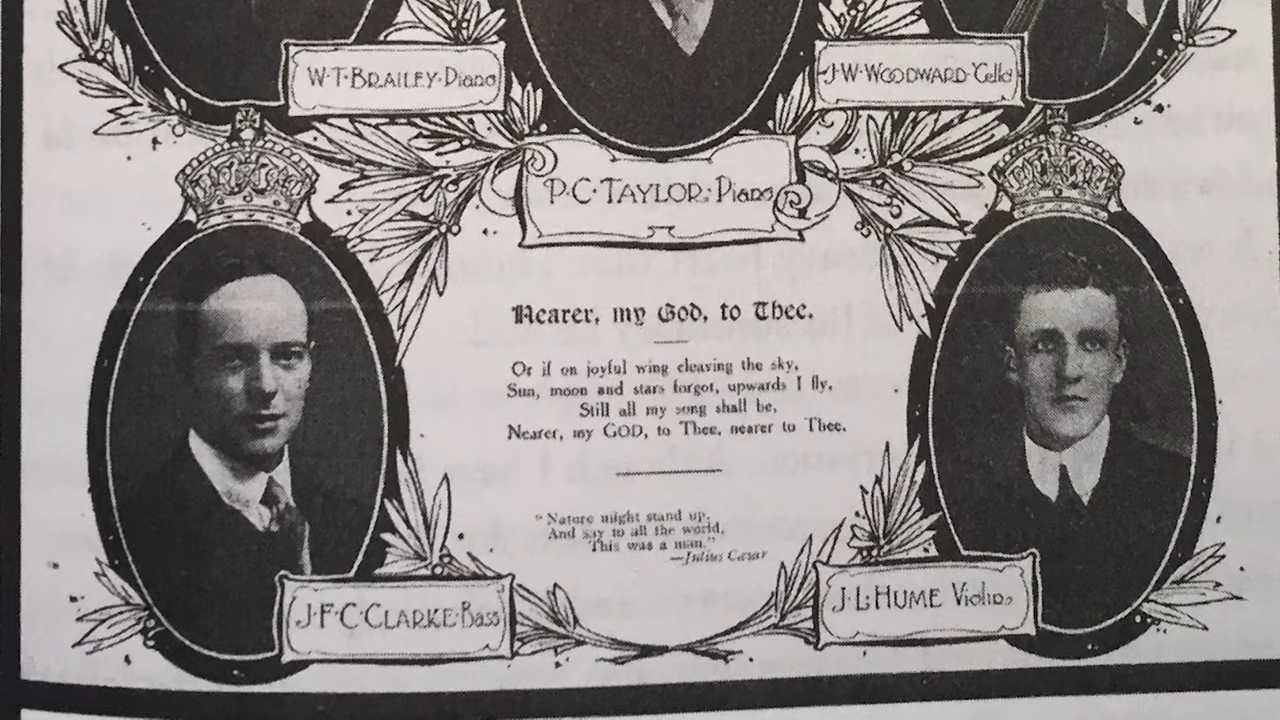 W·T·BRAILEY·Piano
J·W·WOODWARD·'Cello
P·C·TAYLOR·Piano
Nearer, my God, to Thee.
Or if on joyful wing cleaving the sky,
Sun, moon and stars forgot, upwards I fly,
Still all my song shall be,
Nearer, my GOD, to Thee, nearer to Thee.
"Nature might stand up,
And say to all the world,
This was a man."
—Julius Cæsar
J·F·C·CLARKE·Bass
J·L·HUME Violin